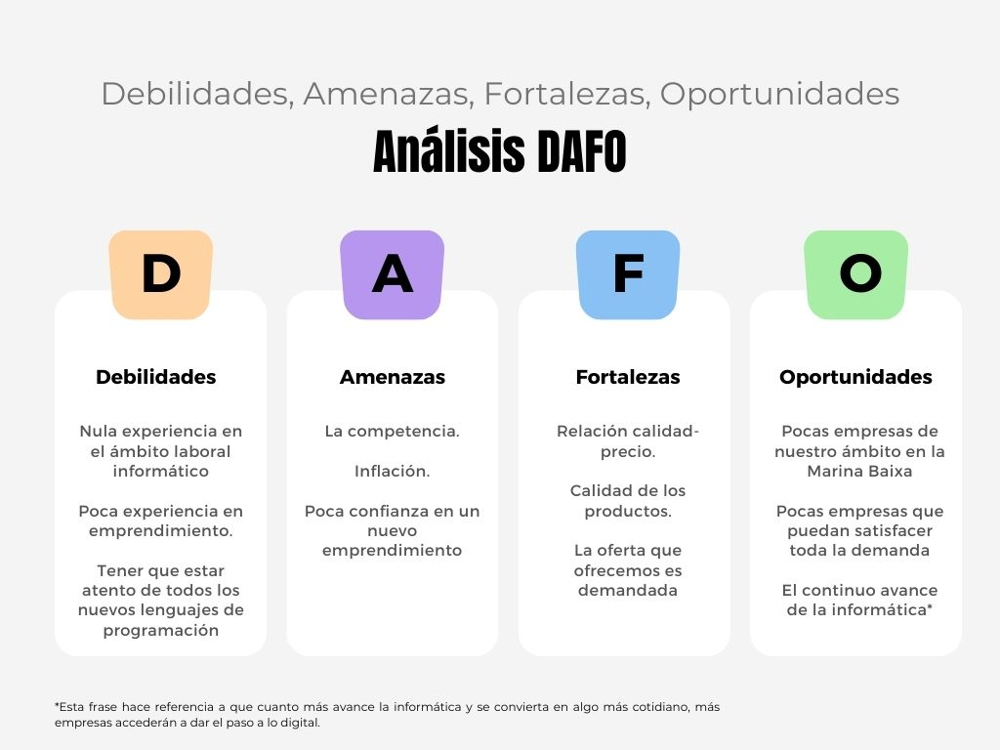 Debilidades, Amenazas, Fortalezas, Oportunidades
Análisis DAFO
D
Debilidades
Nula experiencia en
el ámbito laboral
informático
Poca experiencia en
emprendimiento.
Tener que estar
atento de todos los
nuevos lenguajes de
programación
A
Amenazas
La competencia.
Inflación.
Poca confianza en un
nuevo
emprendimiento
F
Fortalezas
Relación calidad-
precio.
Calidad de los
productos.
La oferta que
ofrecemos es
demandada
O
Oportunidades
Pocas empresas de
nuestro ámbito en la
Marina Baixa
Pocas empresas que
puedan satisfacer
toda la demanda
El continuo avance
de la informática*
*Esta frase hace referencia a que cuanto más avance la informática y se convierta en algo más cotidiano, más
empresas accederán a dar el paso a lo digital.